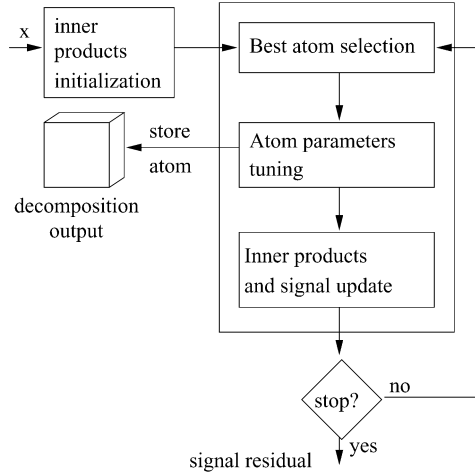 x
inner
products
initialization
Best atom selection
store
atom
Atom parameters
tuning
decomposition
output
Inner products
and signal update
stop?
no
yes
signal residual